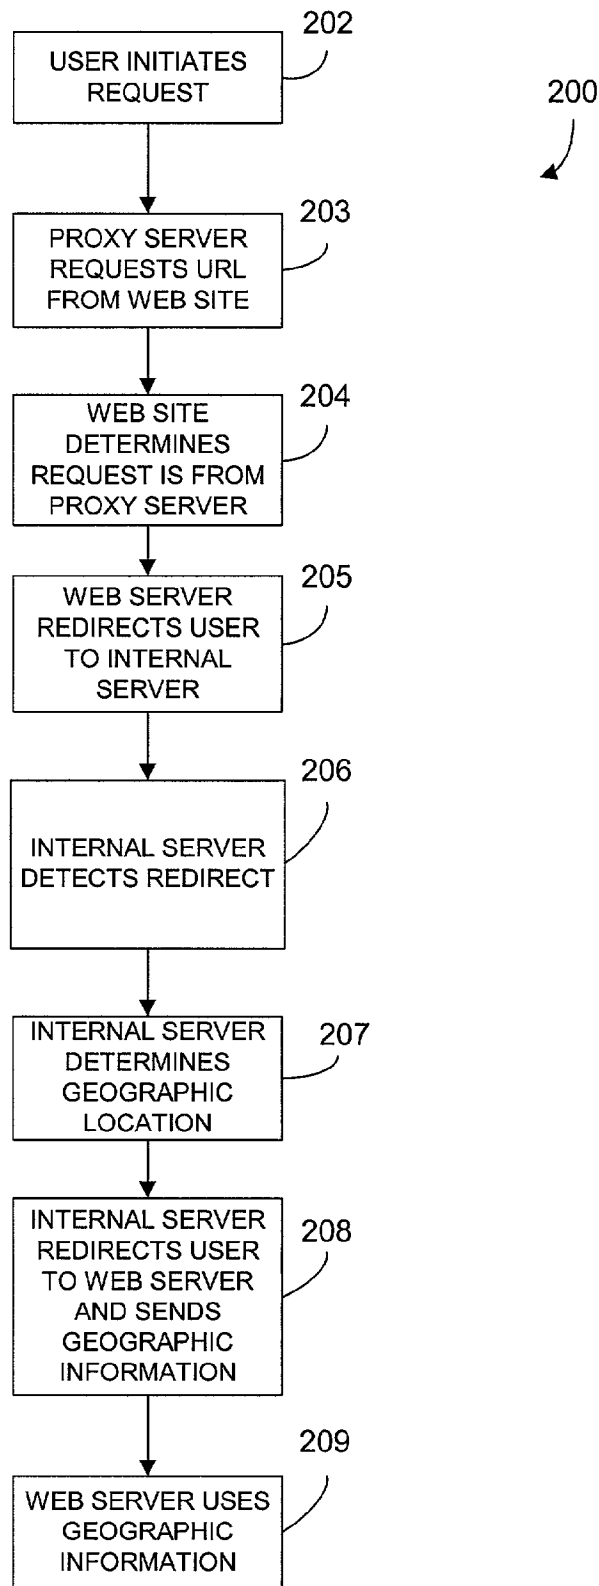 202
USER INITIATES
REQUEST
200
203
PROXY SERVER
REQUESTS URL
FROM WEB SITE
204
WEB SITE
DETERMINES
REQUEST IS FROM
PROXY SERVER
205
WEB SERVER
REDIRECTS USER
TO INTERNAL
SERVER
206
INTERNAL SERVER
DETECTS REDIRECT
207
INTERNAL SERVER
DETERMINES
GEOGRAPHIC
LOCATION
208
INTERNAL SERVER
REDIRECTS USER
TO WEB SERVER
AND SENDS
GEOGRAPHIC
INFORMATION
209
WEB SERVER USES
GEOGRAPHIC
INFORMATION